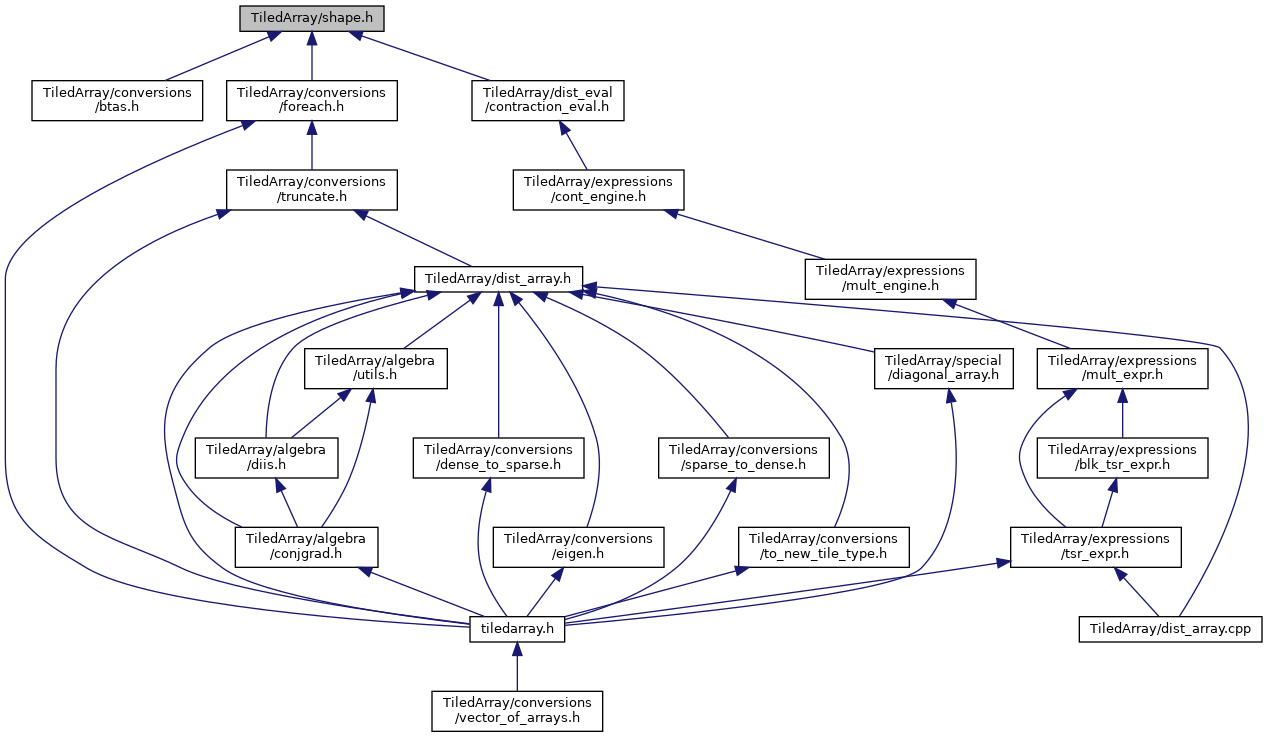 TiledArray/shape.h
TiledArray/conversions
/btas.h
TiledArray/conversions
/foreach.h
TiledArray/dist_eval
/contraction_eval.h
TiledArray/conversions
/truncate.h
TiledArray/expressions
/cont_engine.h
TiledArray/dist_array.h
TiledArray/expressions
/mult_engine.h
TiledArray/algebra
/utils.h
TiledArray/special
/diagonal_array.h
TiledArray/expressions
/mult_expr.h
TiledArray/algebra
/diis.h
TiledArray/conversions
/dense_to_sparse.h
TiledArray/conversions
/sparse_to_dense.h
TiledArray/expressions
/blk_tsr_expr.h
TiledArray/algebra
/conjgrad.h
TiledArray/conversions
/eigen.h
TiledArray/conversions
/to_new_tile_type.h
TiledArray/expressions
/tsr_expr.h
tiledarray.h
TiledArray/dist_array.cpp
TiledArray/conversions
/vector_of_arrays.h